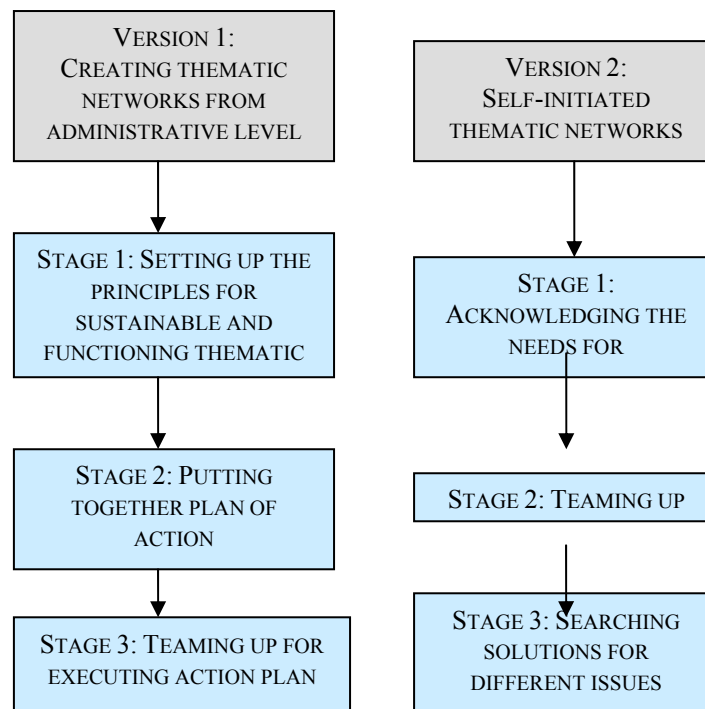 VERSION 1:
CREATING THEMATIC
NETWORKS FROM
ADMINISTRATIVE LEVEL
STAGE 1: SETTING UP THE
PRINCIPLES FOR
SUSTAINABLE AND
FUNCTIONING THEMATIC
STAGE 2: PUTTING
TOGETHER PLAN OF
ACTION
STAGE 3: TEAMING UP FOR
EXECUTING ACTION PLAN
VERSION 2:
SELF-INITIATED
THEMATIC NETWORKS
STAGE 1:
ACKNOWLEDGING THE
NEEDS FOR
STAGE 2: TEAMING UP
STAGE 3: SEARCHING
SOLUTIONS FOR
DIFFERENT ISSUES